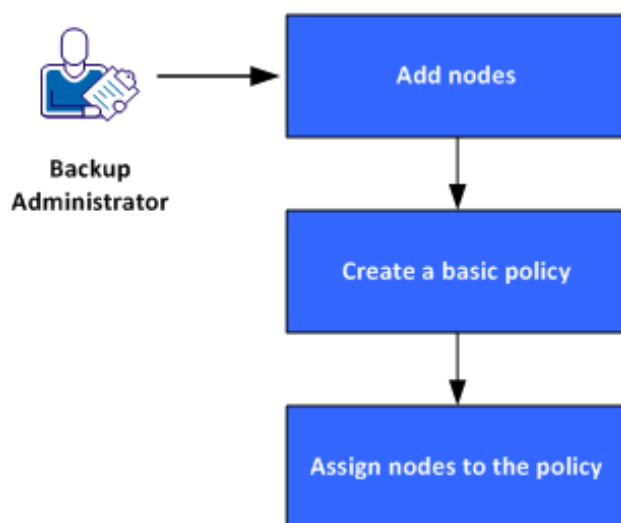 Add nodes
Backup
Administrator
Create a basic policy
Assign nodes to the policy